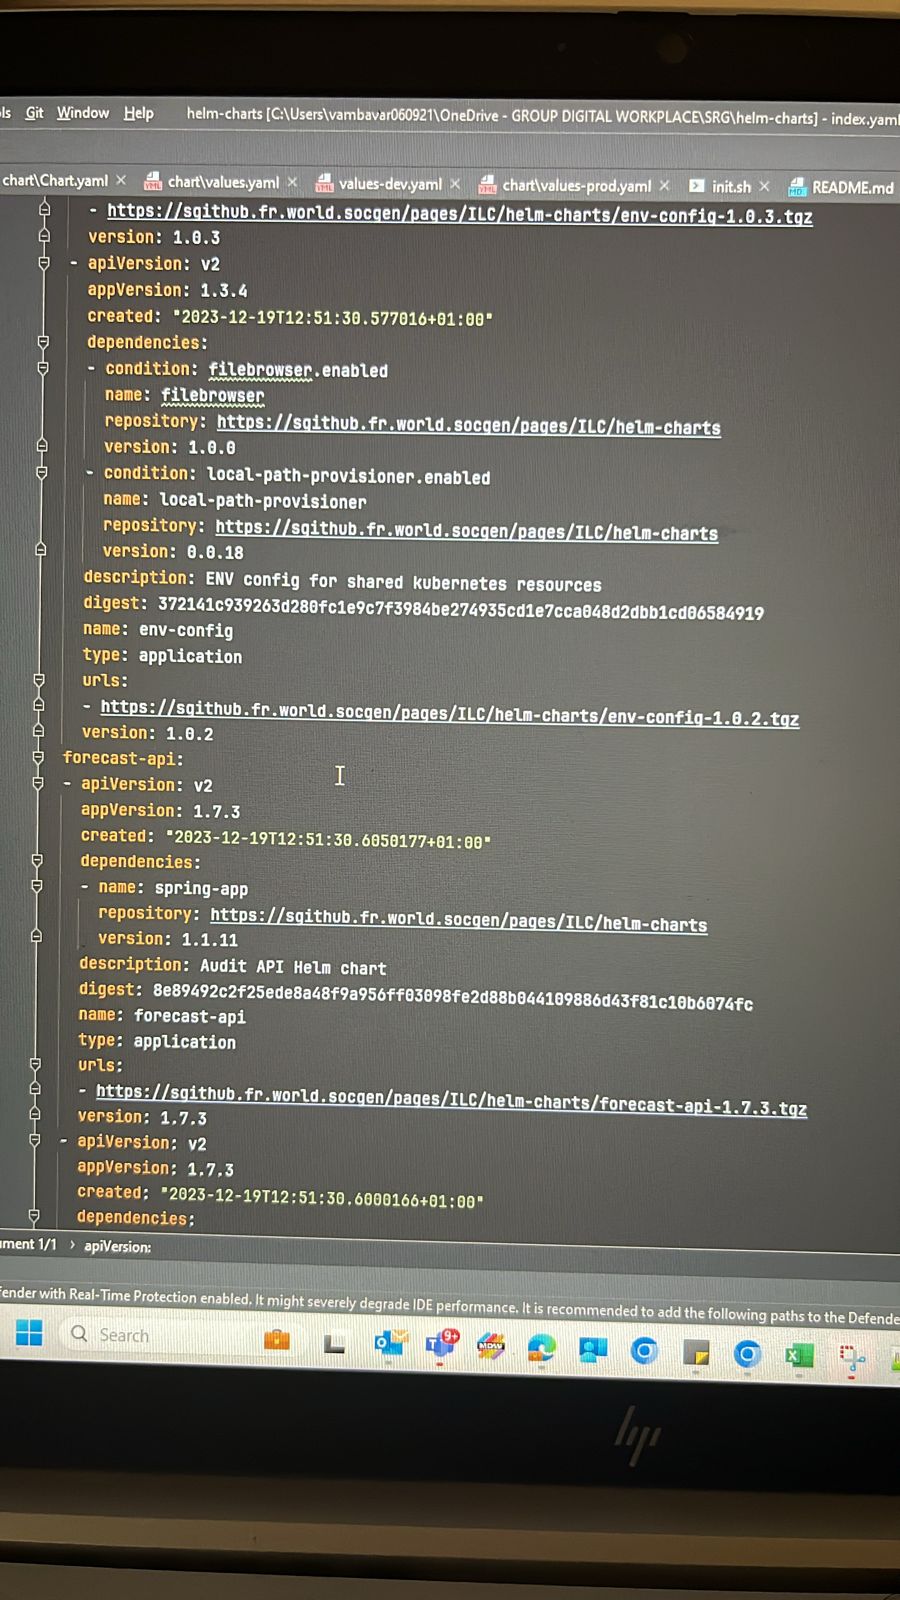 Git Window Help helm-charts [C:\Users\vambavar060921\OneDrive - GROUP DIGITAL WORKPLACE\SRG\helm-charts] - index.yaml
chart\Chart.yaml chart\values.yaml values-dev.yaml chart\values-prod.yaml init.sh README.md
- https://sgithub.fr.world.socgen/pages/ILC/helm-charts/env-config-1.0.3.tgz
version: 1.0.3
- apiVersion: v2
appVersion: 1.3.4
created: "2023-12-19T12:51:30.577016+01:00"
dependencies:
- condition: filebrowser.enabled
name: filebrowser
repository: https://sgithub.fr.world.socgen/pages/ILC/helm-charts
version: 1.0.0
- condition: local-path-provisioner.enabled
name: local-path-provisioner
repository: https://sgithub.fr.world.socgen/pages/ILC/helm-charts
version: 0.0.18
description: ENV config for shared kubernetes resources
digest: 372141c939263d280fc1e9c7f3984be274935cd1e7cca048d2dbb1cd06584919
name: env-config
type: application
urls:
- https://sgithub.fr.world.socgen/pages/ILC/helm-charts/env-config-1.0.2.tgz
version: 1.0.2
forecast-api:
- apiVersion: v2
appVersion: 1.7.3
created: "2023-12-19T12:51:30.6050177+01:00"
dependencies:
- name: spring-app
repository: https://sgithub.fr.world.socgen/pages/ILC/helm-charts
version: 1.1.11
description: Audit API Helm chart
digest: 8e89492c2f25ede8a48f9a956ff03098fe2d88b044109886d43f81c10b6074fc
name: forecast-api
type: application
urls:
- https://sgithub.fr.world.socgen/pages/ILC/helm-charts/forecast-api-1.7.3.tgz
version: 1.7.3
- apiVersion: v2
appVersion: 1.7.3
created: "2023-12-19T12:51:30.6000166+01:00"
dependencies:
ment 1/1 > apiVersion:
fender with Real-Time Protection enabled. It might severely degrade IDE performance. It is recommended to add the following paths to the Defende
Search 9+ MDW
hp